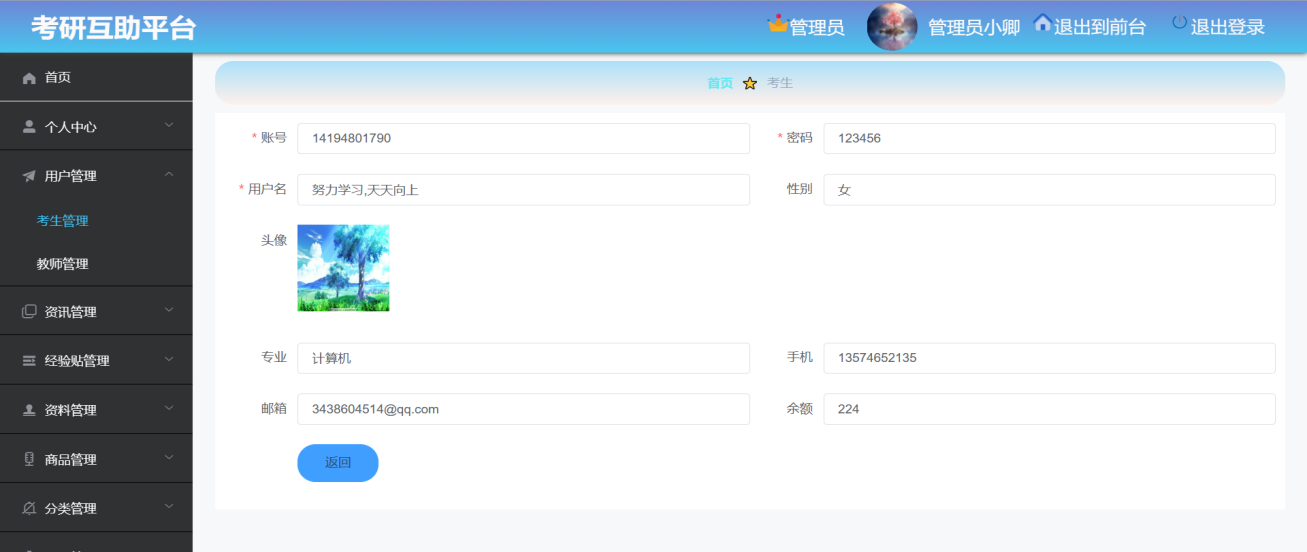 考研互助平台
管理员 管理员小卿 退出到前台 退出登录
首页
个人中心
用户管理
考生管理
教师管理
资讯管理
经验贴管理
资料管理
商品管理
分类管理
首页 考生
* 账号 14194801790 * 密码 123456
* 用户名 努力学习,天天向上 性别 女
头像
专业 计算机 手机 13574652135
邮箱 3438604514@qq.com 余额 224
返回